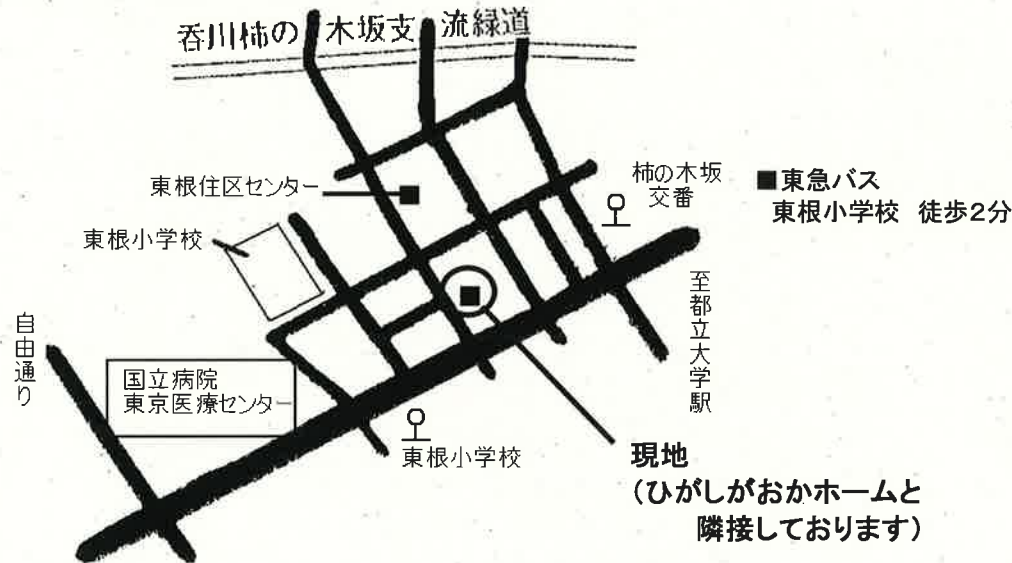 呑川柿の木坂支流緑道
東根住区センター
東根小学校
柿の木坂
交番
■東急バス
東根小学校 徒歩2分
自由通り
国立病院
東京医療センター
至都立大学駅
東根小学校
現地
(ひがしがおかホームと
隣接しております)